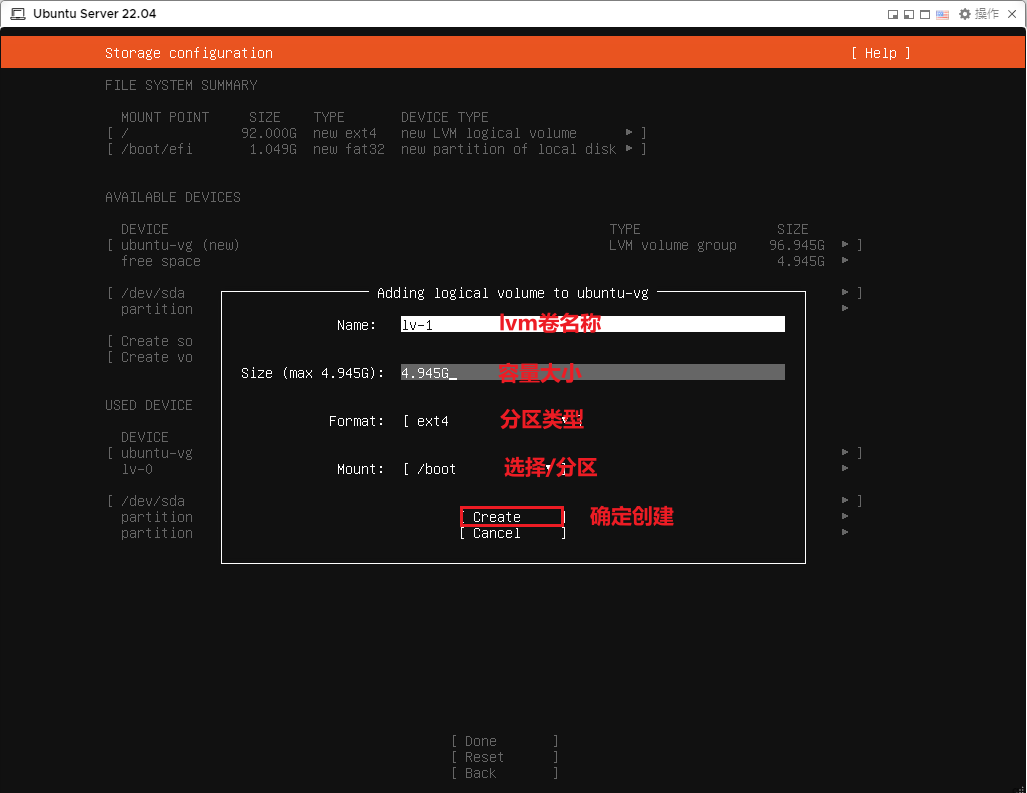 Ubuntu Server 22.04 操作
Storage configuration [ Help ]
FILE SYSTEM SUMMARY
MOUNT POINT SIZE TYPE DEVICE TYPE
[ / 92.000G new ext4 new LVM logical volume ▸ ]
[ /boot/efi 1.049G new fat32 new partition of local disk ▸ ]
AVAILABLE DEVICES
DEVICE TYPE SIZE
[ ubuntu-vg (new) LVM volume group 96.945G ▸ ]
free space 4.945G ▸
[ /dev/sda ▸ ]
partition ▸
[ Create so
[ Create vo
USED DEVICE
DEVICE
[ ubuntu-vg ▸ ]
lv-0 ▸
[ /dev/sda ▸ ]
partition ▸
partition ▸
Adding logical volume to ubuntu-vg
Name: lv-1 lvm卷名称
Size (max 4.945G): 4.945G_ 容量大小
Format: [ ext4 ▾ ] 分区类型
Mount: [ /boot ▾ ] 选择/分区
[ Create ] 确定创建
[ Cancel ]
[ Done ]
[ Reset ]
[ Back ]